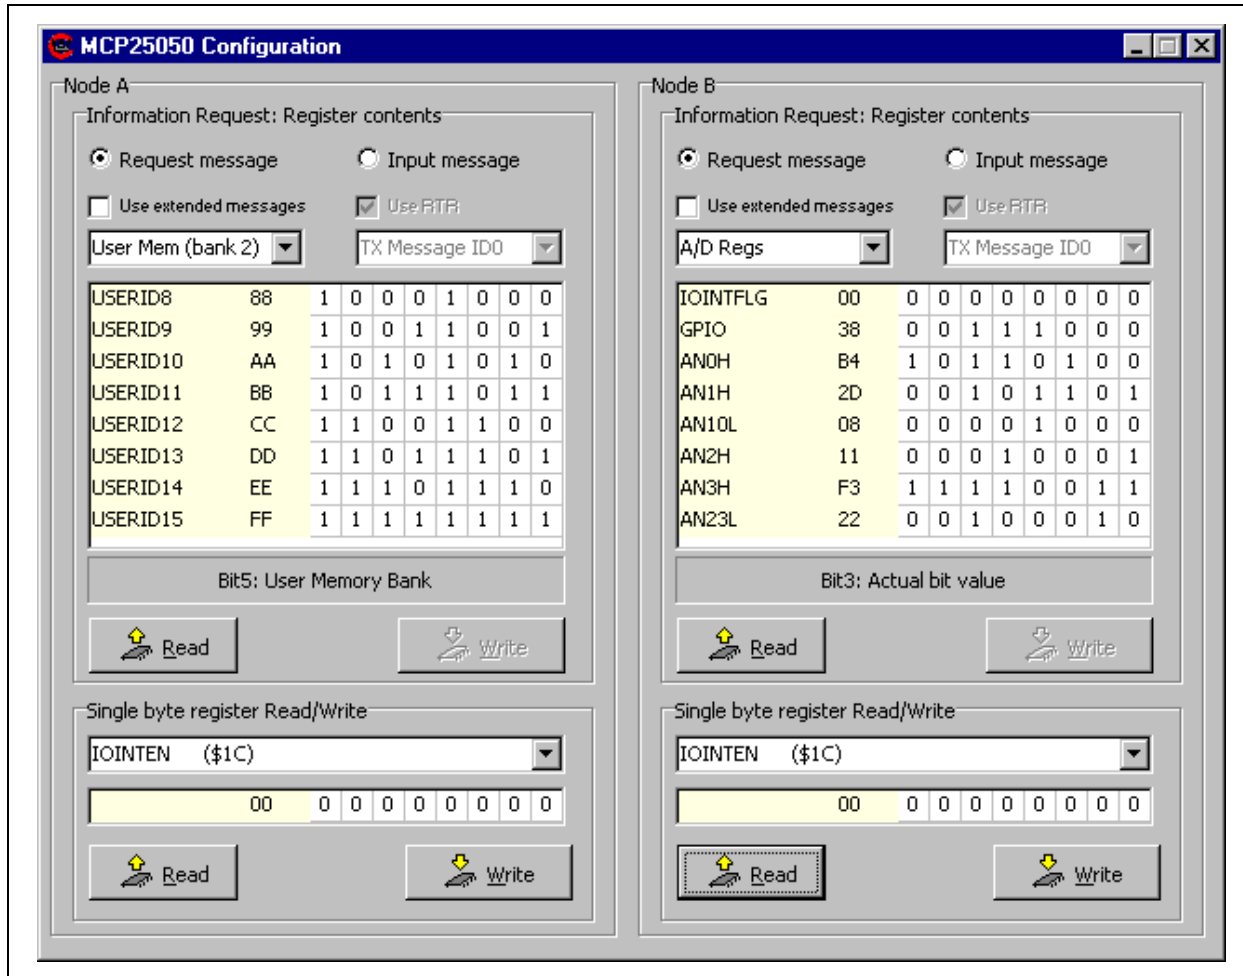 MCP25050 Configuration
Node A
Information Request: Register contents
Request message Input message
Use extended messages Use RTR
User Mem (bank 2) TX Message ID0
USERID8 88 1 0 0 0 1 0 0 0
USERID9 99 1 0 0 1 1 0 0 1
USERID10 AA 1 0 1 0 1 0 1 0
USERID11 BB 1 0 1 1 1 0 1 1
USERID12 CC 1 1 0 0 1 1 0 0
USERID13 DD 1 1 0 1 1 1 0 1
USERID14 EE 1 1 1 0 1 1 1 0
USERID15 FF 1 1 1 1 1 1 1 1
Bit5: User Memory Bank
Read Write
Single byte register Read/Write
IOINTEN ($1C)
00 0 0 0 0 0 0 0 0
Read Write
Node B
Information Request: Register contents
Request message Input message
Use extended messages Use RTR
A/D Regs TX Message ID0
IOINTFLG 00 0 0 0 0 0 0 0 0
GPIO 38 0 0 1 1 1 0 0 0
AN0H B4 1 0 1 1 0 1 0 0
AN1H 2D 0 0 1 0 1 1 0 1
AN10L 08 0 0 0 0 1 0 0 0
AN2H 11 0 0 0 1 0 0 0 1
AN3H F3 1 1 1 1 0 0 1 1
AN23L 22 0 0 1 0 0 0 1 0
Bit3: Actual bit value
Read Write
Single byte register Read/Write
IOINTEN ($1C)
00 0 0 0 0 0 0 0 0
Read Write